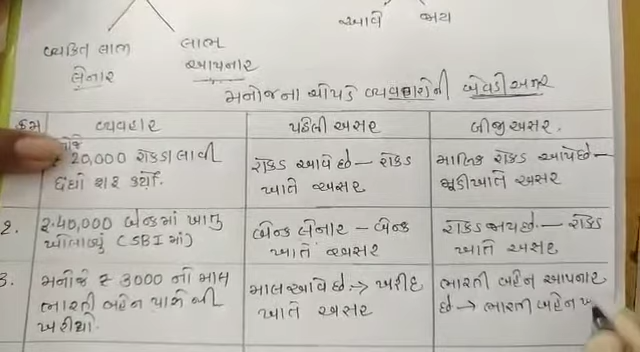 આવે જાય
વ્યક્તિ લાભ લાભ
લેનાર આપનાર
મનોજના ચોપડે વ્યવહારોની બેવડી અસર
ક્રમ વ્યવહાર પહેલી અસર બીજી અસર.
20,000 રોકડા લાવી રોકડ આવે છે – રોકડ માલિક રોકડ આપે છે –
ધંધો શરૂ કર્યો. ખાતે અસર મૂડીખાતે અસર
2. ₹.40,000 બેન્કમાં ખાતુ બેન્ક લેનાર – બેન્ક રોકડ જાય છે – રોકડ
ખોલાવ્યું (SBI માં) ખાતે અસર ખાતે અસર
3. મનોજે ₹ 3000 નો માલ માલ આવે છે → ખરીદ ભારતી બહેન આપનાર
ભારતી બહેન પાસેથી ખાતે અસર છે → ભારતી બહેન ખ
ખરીદ્યો.